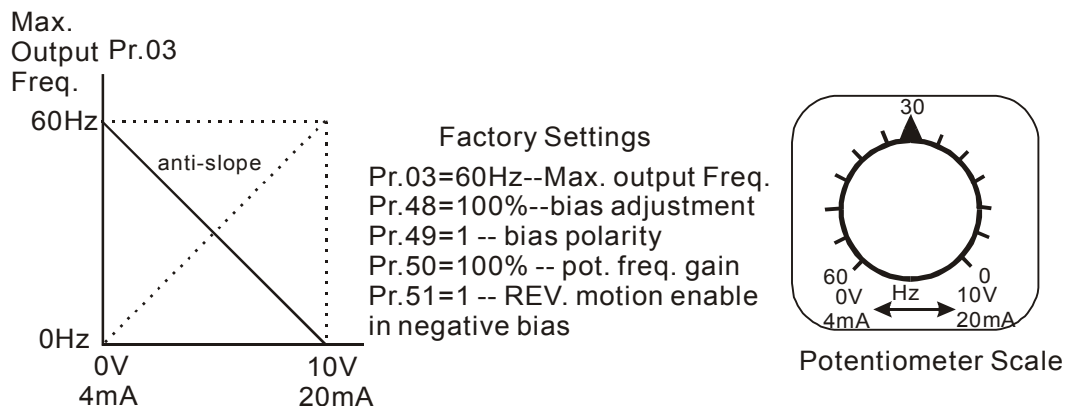 Max.
Output Pr.03
Freq.
60Hz
anti-slope
0Hz
0V
10V
4mA
20mA
Factory Settings
Pr.03=60Hz--Max. output Freq.
Pr.48=100%--bias adjustment
Pr.49=1 -- bias polarity
Pr.50=100% -- pot. freq. gain
Pr.51=1 -- REV. motion enable
in negative bias
30
60
0
0V
Hz
10V
4mA
20mA
Potentiometer Scale